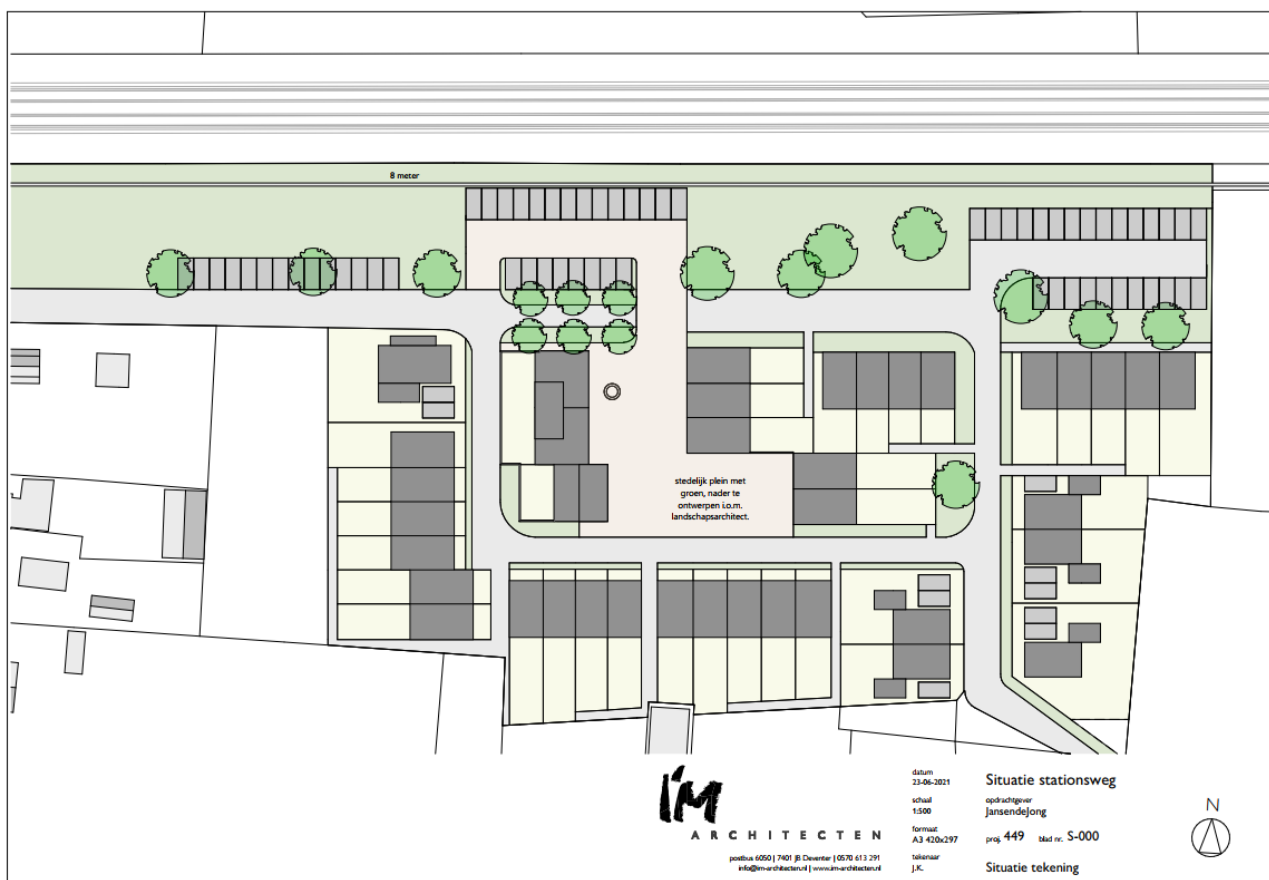 8 meter
stedelijk plein met
groen, nader te
ontwerpen i.o.m.
landschapsarchitect.
I'M
ARCHITECTEN
postbus 6050 | 7401 JB Deventer | 0570 613 291
info@im-architecten.nl | www.im-architecten.nl
datum
23-06-2021
schaal
1:500
formaat
A3 420x297
tekenaar
J.K.
Situatie stationsweg
opdrachtgever
JansendeJong
proj. 449 blad nr. S-000
Situatie tekening
N